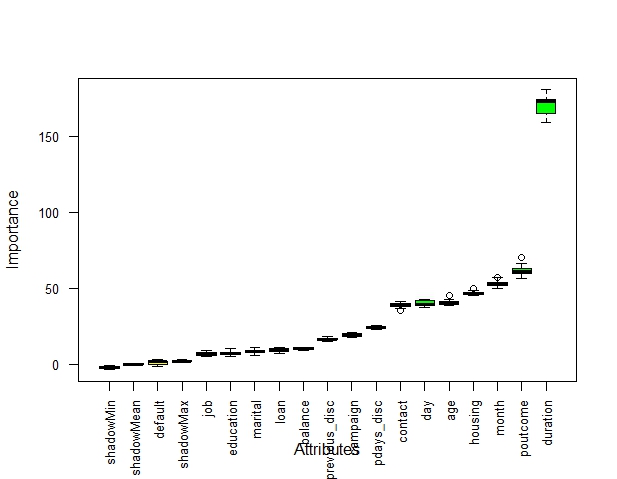 Importance
150
100
50
0
shadowMin
shadowMean
default
shadowMax
job
education
marital
loan
balance
previous_disc
campaign
pdays_disc
contact
day
age
housing
month
poutcome
duration
Attributes